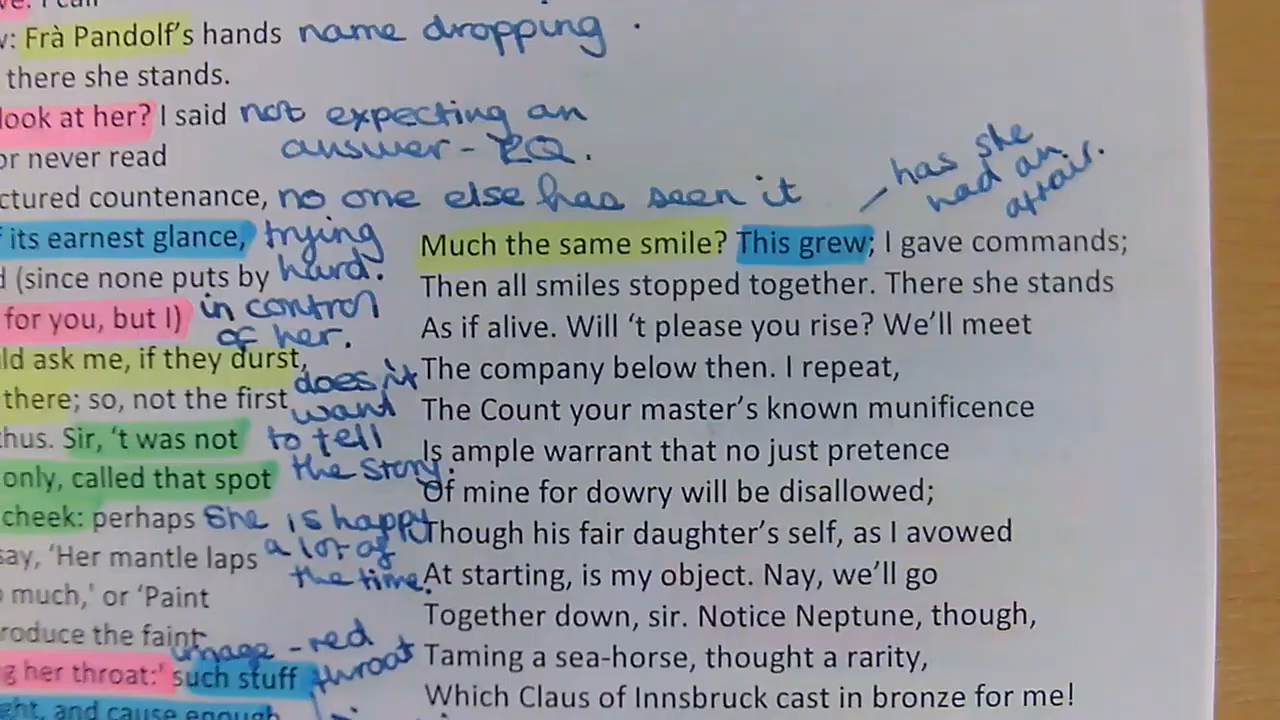 Frà Pandolf's hands name dropping.
there she stands.
look at her? I said not expecting an
answer - RQ.
or never read
ctured countenance, no one else has seen it
its earnest glance, trying
(since none puts by hard.
for you, but I) in control
of her.
ld ask me, if they durst,
does it
there; so, not the first want
hus. Sir, 't was not to tell
only, called that spot the story.
cheek: perhaps She is happy
say, 'Her mantle laps a lot of
the time.
much,' or 'Paint
roduce the faint
image - red
g her throat:' such stuff throat
ght, and cause enough
has she
had an
affair.
Much the same smile? This grew; I gave commands;
Then all smiles stopped together. There she stands
As if alive. Will 't please you rise? We'll meet
The company below then. I repeat,
The Count your master's known munificence
Is ample warrant that no just pretence
Of mine for dowry will be disallowed;
Though his fair daughter's self, as I avowed
At starting, is my object. Nay, we'll go
Together down, sir. Notice Neptune, though,
Taming a sea-horse, thought a rarity,
Which Claus of Innsbruck cast in bronze for me!